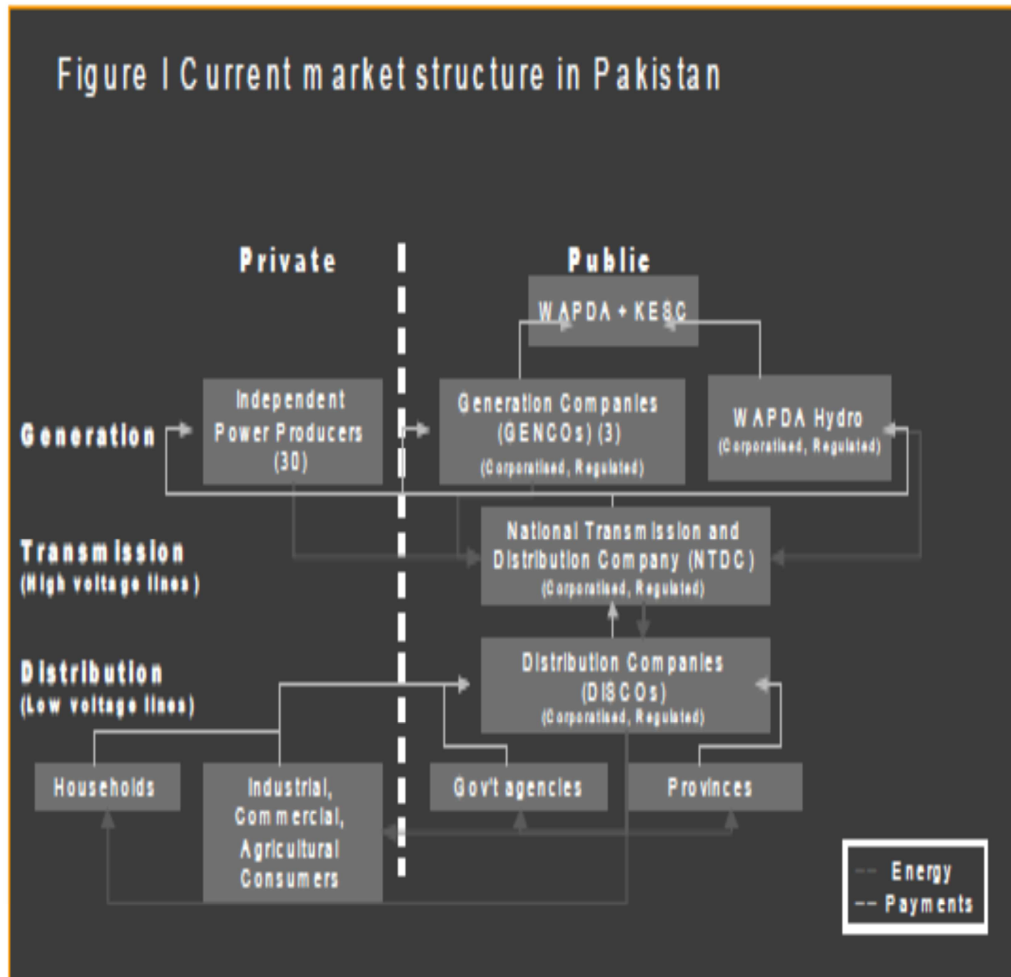 Figure I Current market structure in Pakistan
Private
Public
WAPDA + KESC
Generation
Independent
Power Producers
(30)
Generation Companies
(GENCOs) (3)
(Corporatised, Regulated)
WAPDA Hydro
(Corporatised, Regulated)
Transmission
(High voltage lines)
National Transmission and
Distribution Company (NTDC)
(Corporatised, Regulated)
Distribution
(Low voltage lines)
Distribution Companies
(DISCOs)
(Corporatised, Regulated)
Households
Industrial,
Commercial,
Agricultural
Consumers
Gov't agencies
Provinces
Energy
Payments